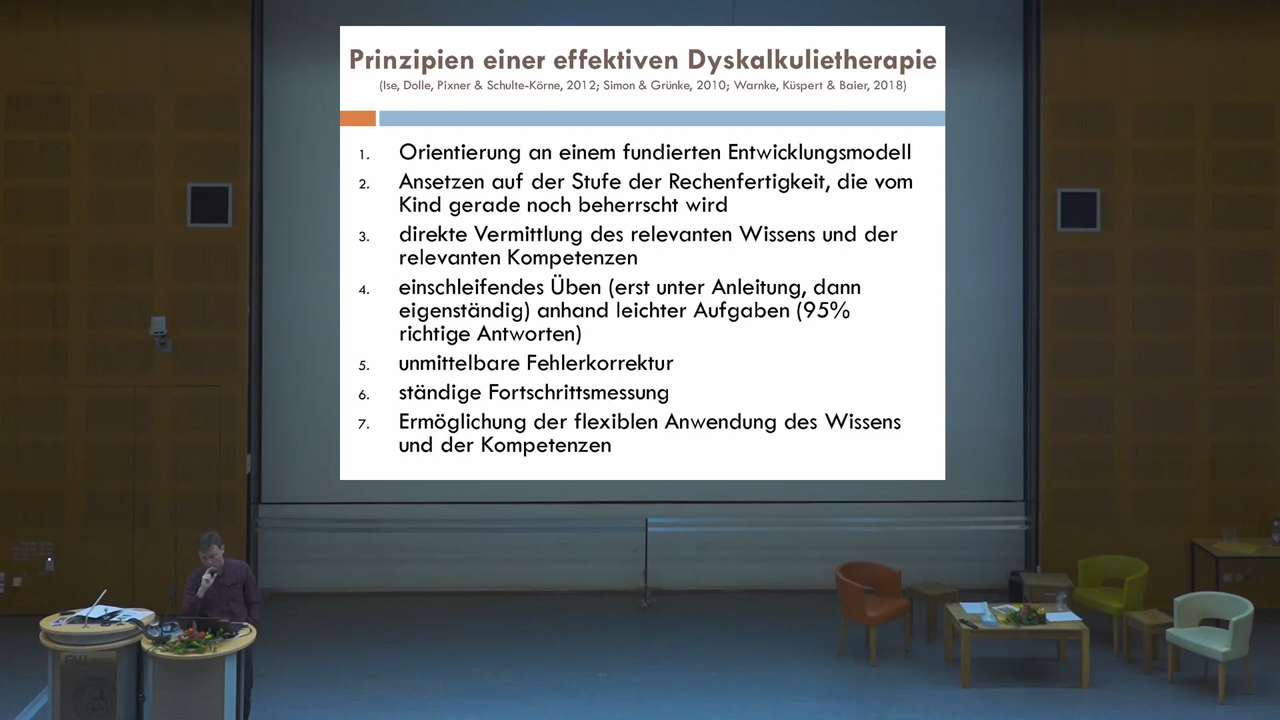 Prinzipien einer effektiven Dyskalkulietherapie
(Ise, Dolle, Pixner & Schulte-Körne, 2012; Simon & Grünke, 2010; Warnke, Küspert & Baier, 2018)
1. Orientierung an einem fundierten Entwicklungsmodell
2. Ansetzen auf der Stufe der Rechenfertigkeit, die vom
Kind gerade noch beherrscht wird
3. direkte Vermittlung des relevanten Wissens und der
relevanten Kompetenzen
4. einschleifendes Üben (erst unter Anleitung, dann
eigenständig) anhand leichter Aufgaben (95%
richtige Antworten)
5. unmittelbare Fehlerkorrektur
6. ständige Fortschrittsmessung
7. Ermöglichung der flexiblen Anwendung des Wissens
und der Kompetenzen
FAU